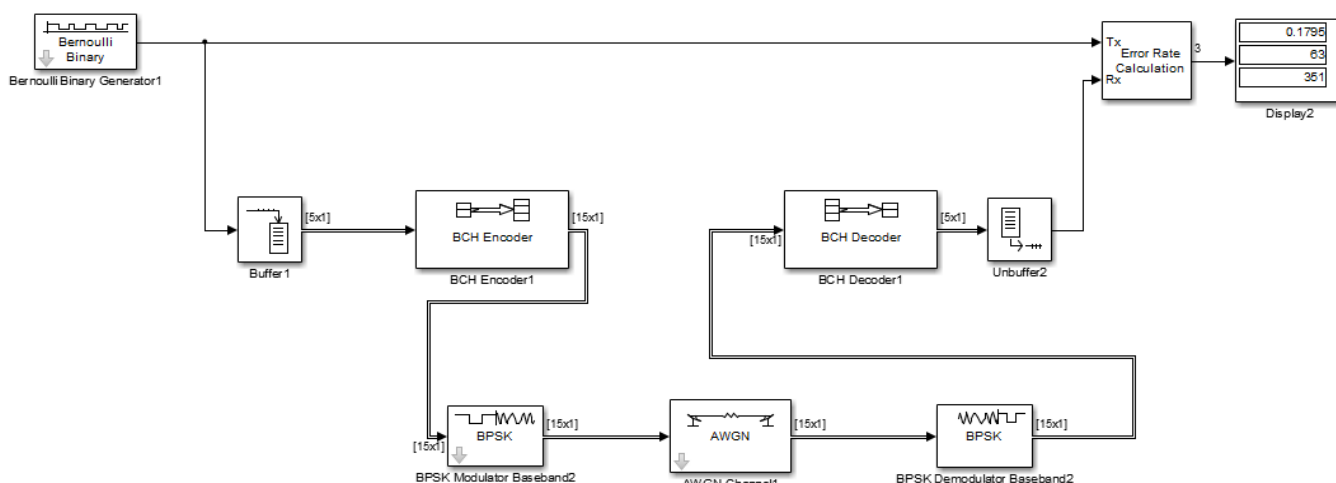 Bernoulli
Binary
Bernoulli Binary Generator1
Tx
Rx
Error Rate
Calculation
3
0.1795
63
351
Display2
[5x1]
Buffer1
BCH Encoder
[15x1]
BCH Encoder1
[15x1]
BCH Decoder
[5x1]
BCH Decoder1
Unbuffer2
[15x1]
BPSK
[15x1]
BPSK Modulator Baseband2
AWGN
[15x1]
AWGN Channel1
BPSK
[15x1]
BPSK Demodulator Baseband2